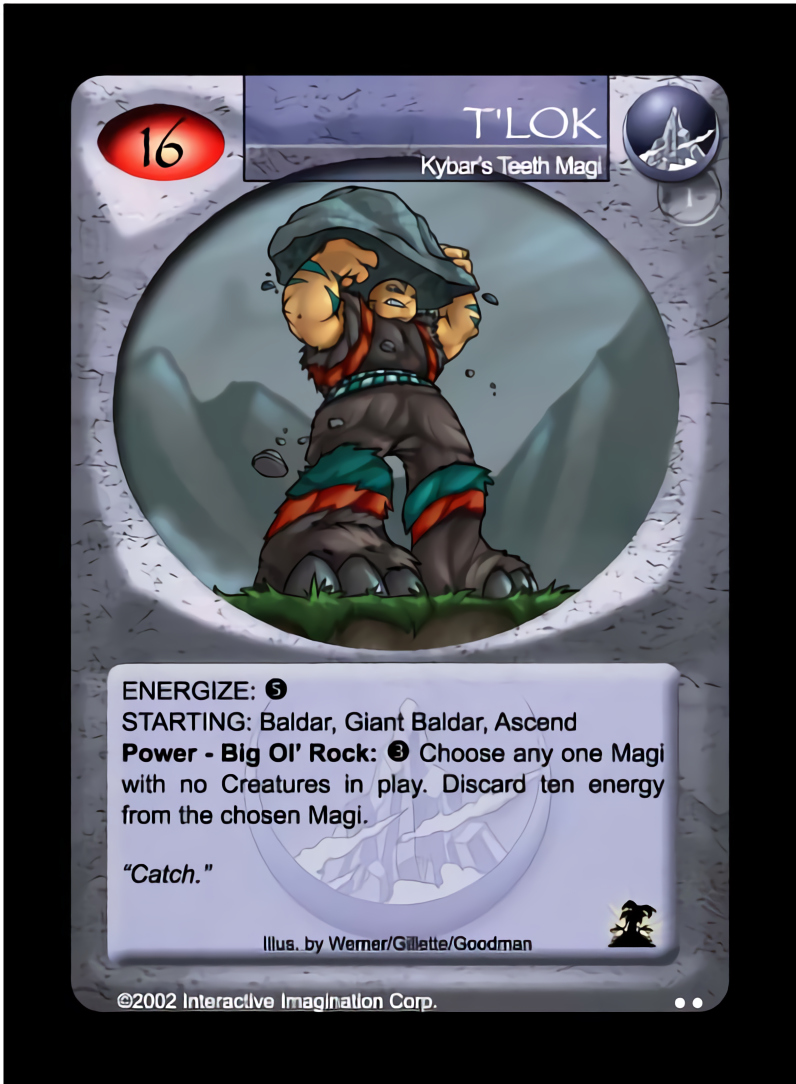 16
T'LOK
Kybar's Teeth Magi
1
ENERGIZE: 5
STARTING: Baldar, Giant Baldar, Ascend
Power - Big Ol' Rock: 3 Choose any one Magi
with no Creatures in play. Discard ten energy
from the chosen Magi.
“Catch.”
Illus. by Werner/Gillette/Goodman
©2002 Interactive Imagination Corp.